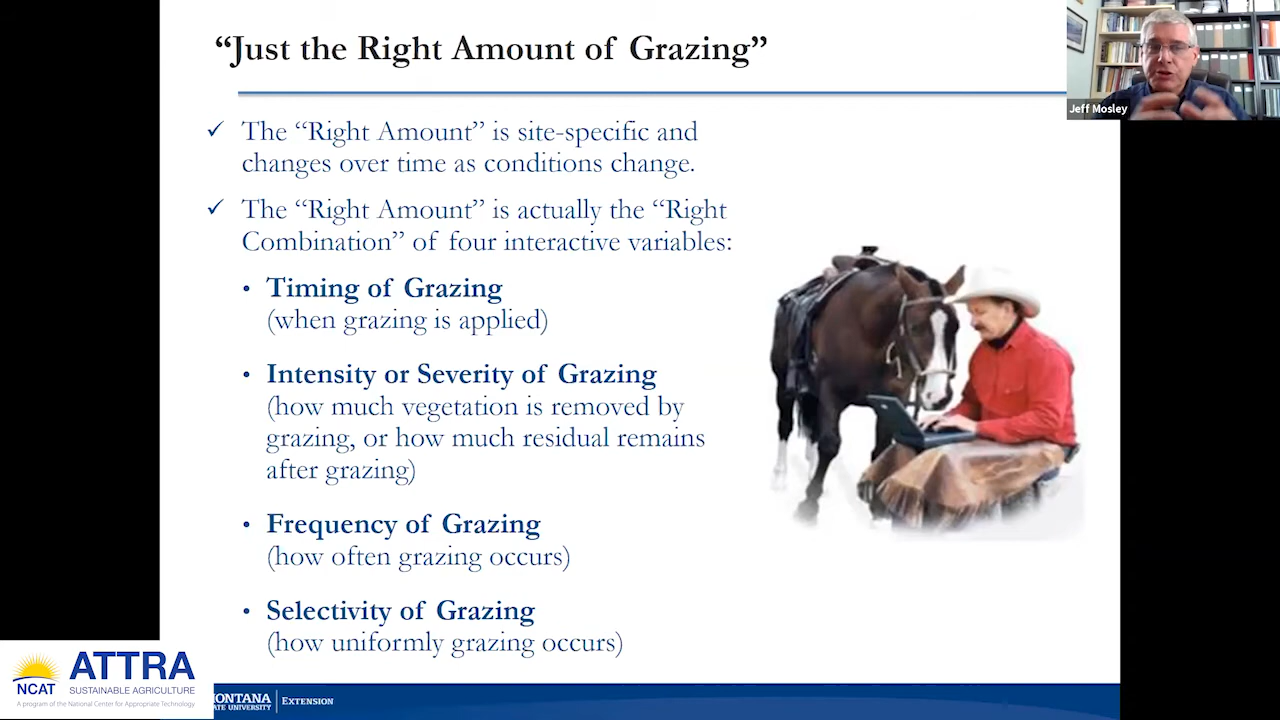 “Just the Right Amount of Grazing”
Jeff Mosley
✓ The “Right Amount” is site-specific and
changes over time as conditions change.
✓ The “Right Amount” is actually the “Right
Combination” of four interactive variables:
• Timing of Grazing
(when grazing is applied)
• Intensity or Severity of Grazing
(how much vegetation is removed by
grazing, or how much residual remains
after grazing)
• Frequency of Grazing
(how often grazing occurs)
• Selectivity of Grazing
(how uniformly grazing occurs)
NCAT
ATTRA
SUSTAINABLE AGRICULTURE
A program of the National Center for Appropriate Technology
ONTANA
TE UNIVERSITY
EXTENSION